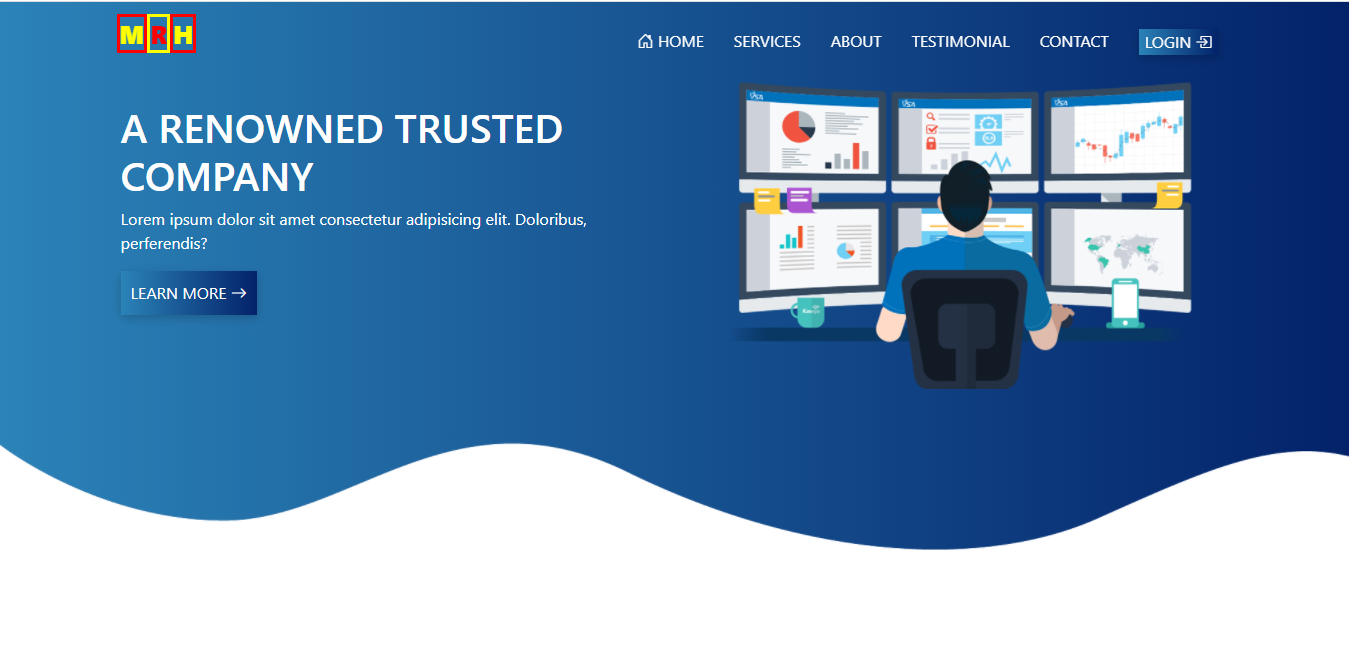 MRH
HOME SERVICES ABOUT TESTIMONIAL CONTACT LOGIN
A RENOWNED TRUSTED
COMPANY
Lorem ipsum dolor sit amet consectetur adipisicing elit. Doloribus,
perferendis?
LEARN MORE